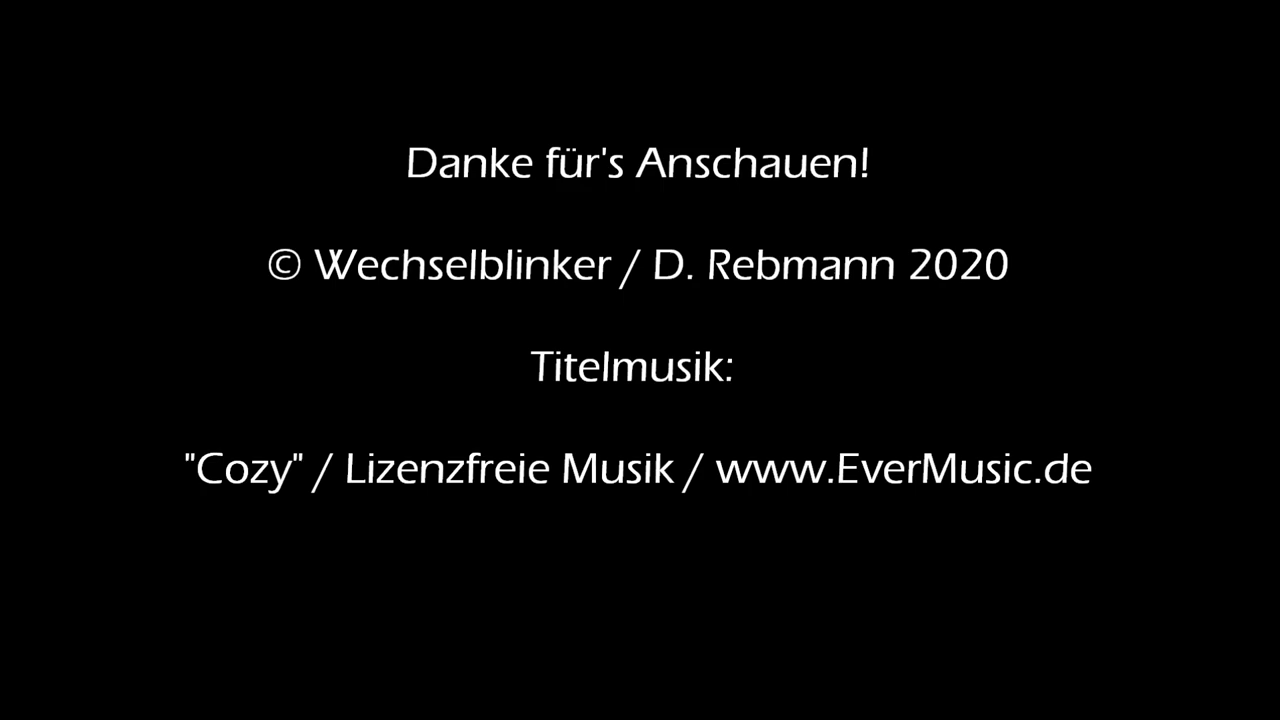 Danke für's Anschauen!
© Wechselblinker / D. Rebmann 2020
Titelmusik:
"Cozy" / Lizenzfreie Musik / www.EverMusic.de